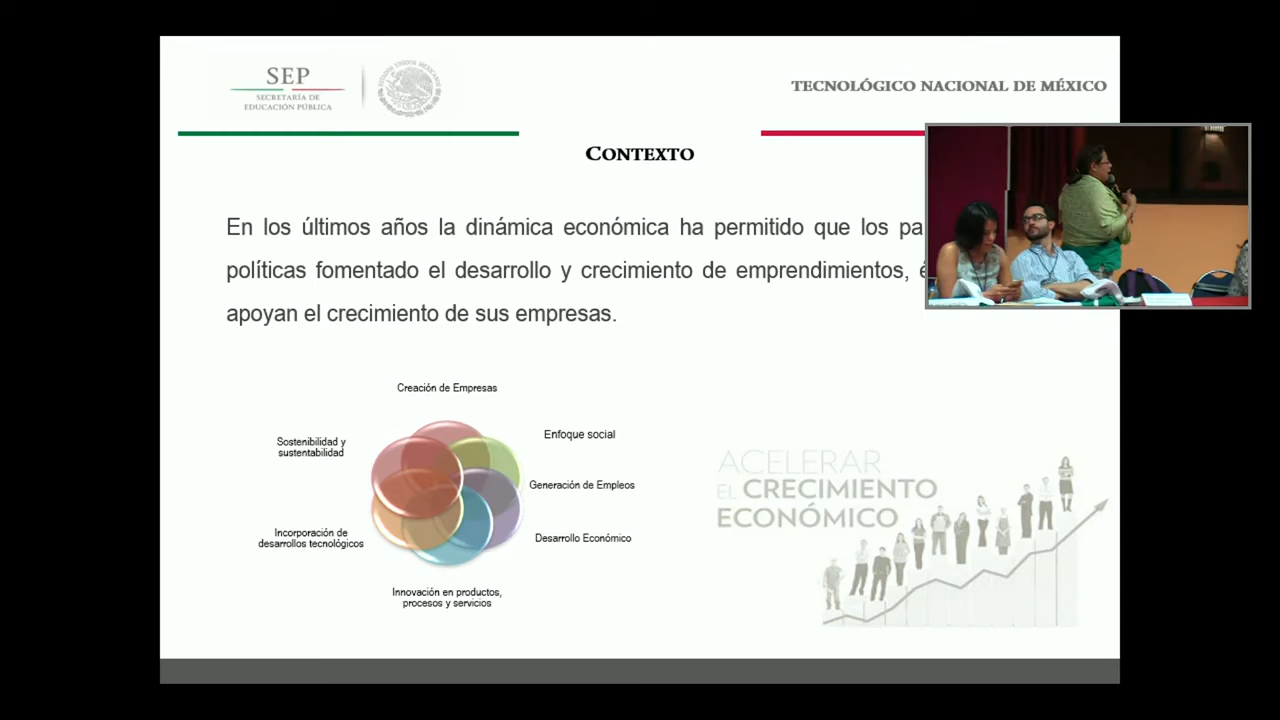 SEP
SECRETARÍA DE
EDUCACIÓN PÚBLICA
ESTADOS UNIDOS MEXICANOS
TECNOLÓGICO NACIONAL DE MÉXICO
CONTEXTO
En los últimos años la dinámica económica ha permitido que los
políticas fomentado el desarrollo y crecimiento de emprendimientos,
apoyan el crecimiento de sus empresas.
Creación de Empresas
Enfoque social
Sostenibilidad y
sustentabilidad
Generación de Empleos
Incorporación de
desarrollos tecnológicos
Desarrollo Económico
Innovación en productos,
procesos y servicios
ACELERAR
EL CRECIMIENTO
ECONÓMICO